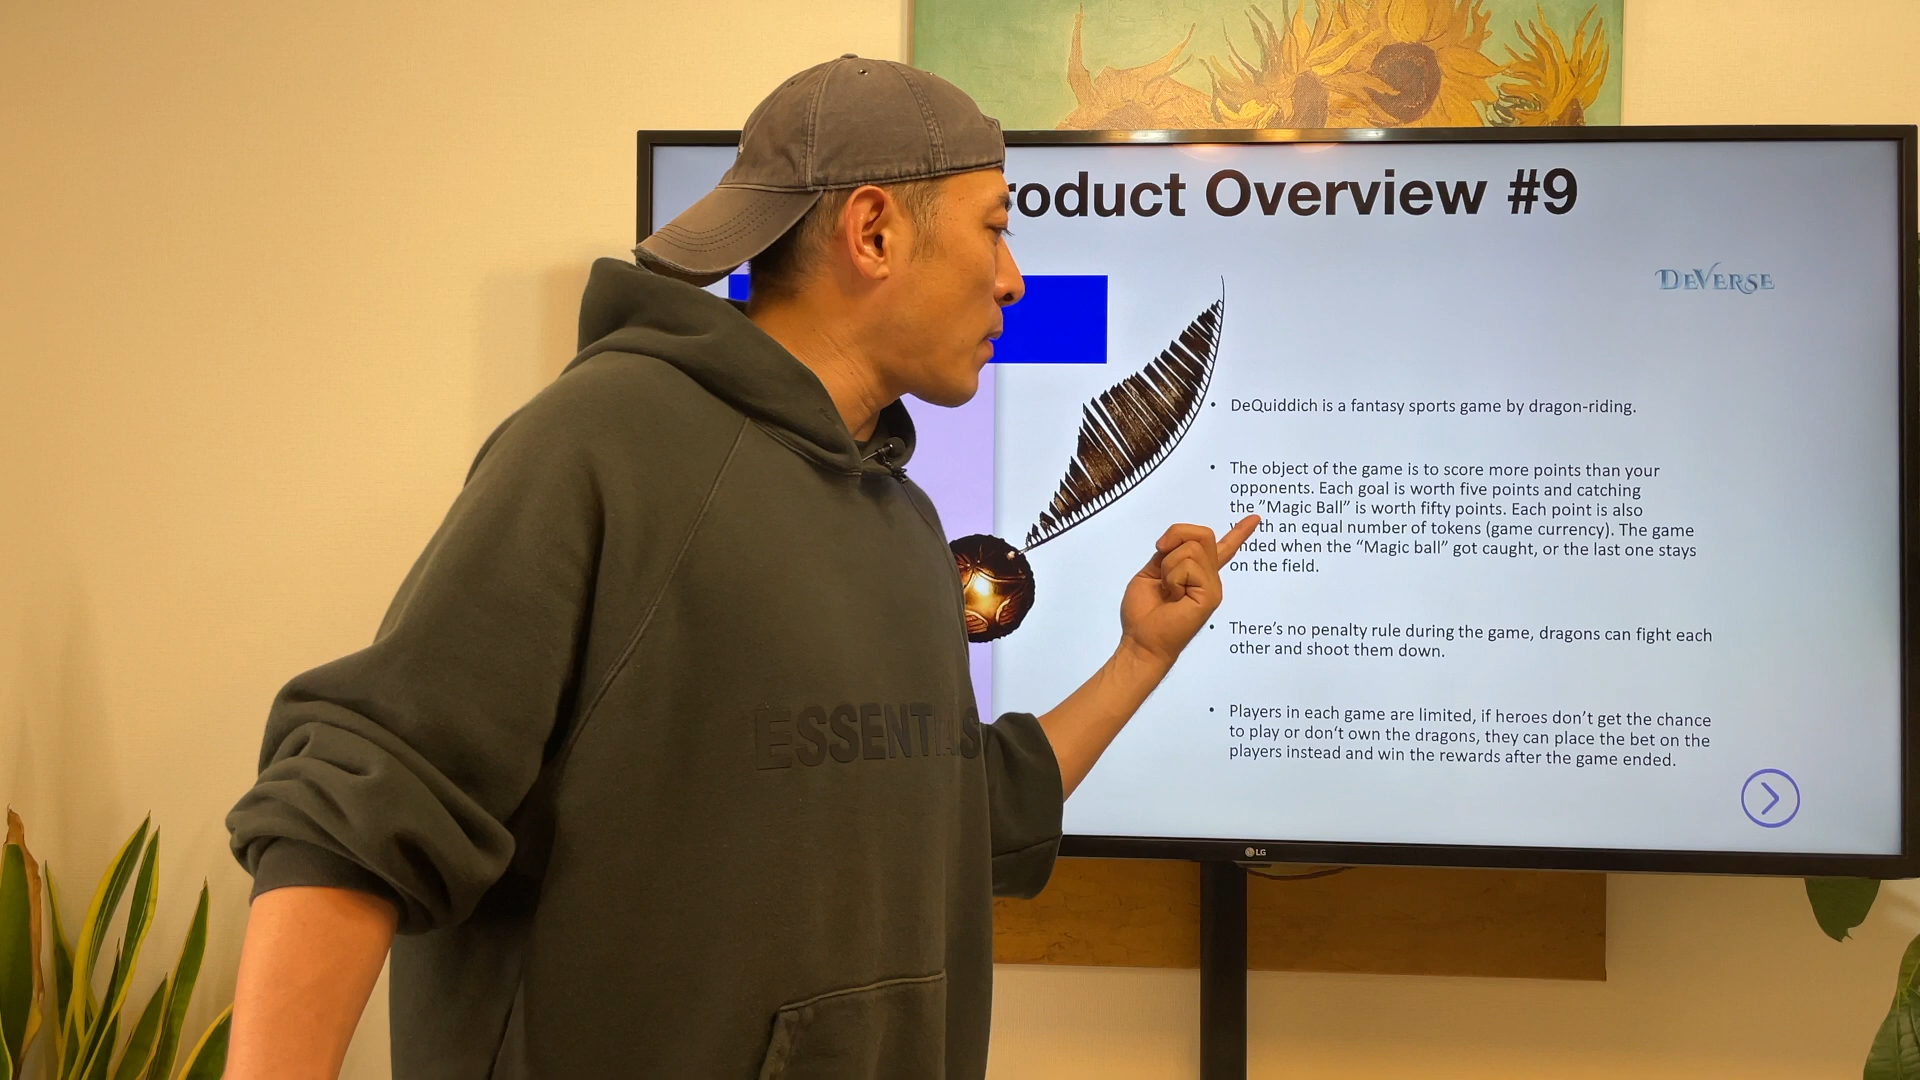 roduct Overview #9
DEVERSE
• DeQuiddich is a fantasy sports game by dragon-riding.
• The object of the game is to score more points than your
opponents. Each goal is worth five points and catching
the ”Magic Ball” is worth fifty points. Each point is also
an equal number of tokens (game currency). The game
nded when the “Magic ball” got caught, or the last one stays
on the field.
• There’s no penalty rule during the game, dragons can fight each
other and shoot them down.
• Players in each game are limited, if heroes don’t get the chance
to play or don’t own the dragons, they can place the bet on the
players instead and win the rewards after the game ended.
ESSENTIALS
LG